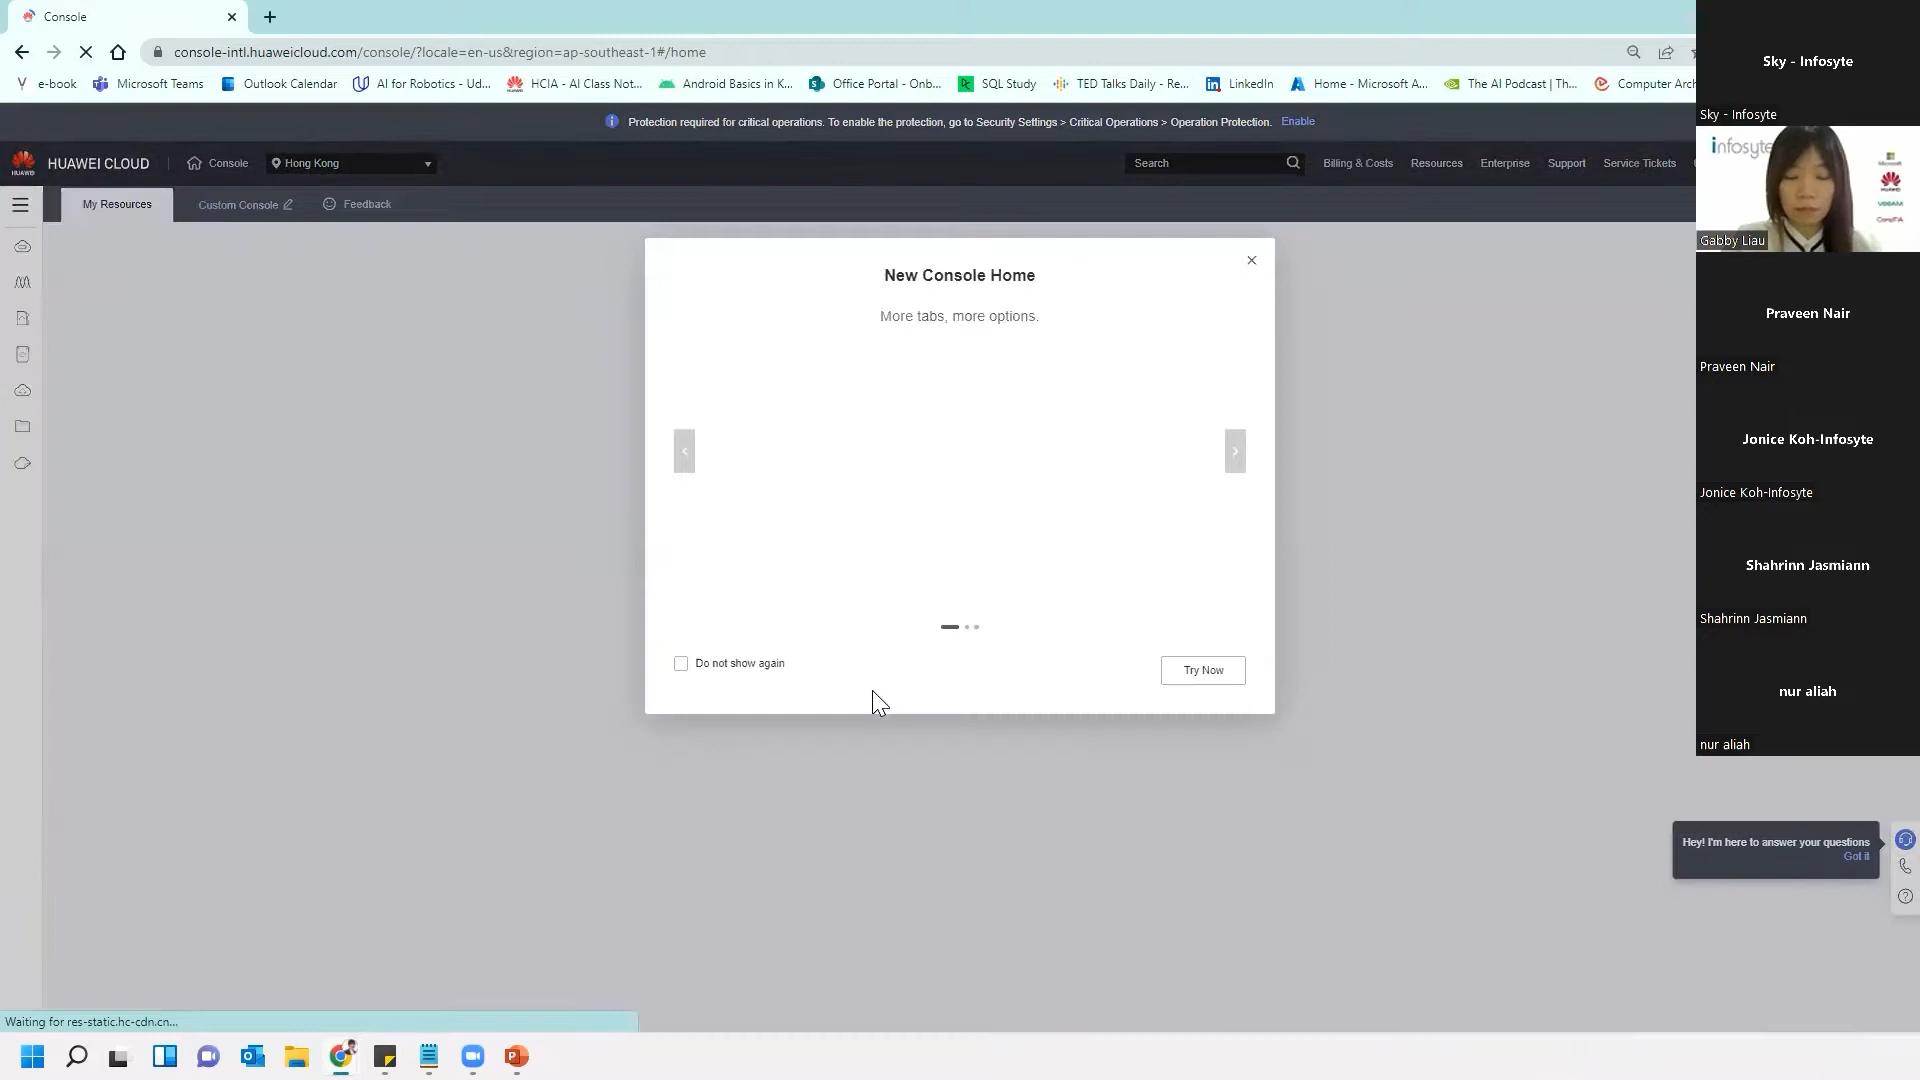 Console
console-intl.huaweicloud.com/console/?locale=en-us&region=ap-southeast-1#/home
e-book
Microsoft Teams
Outlook Calendar
AI for Robotics - Ud...
HCIA - AI Class Not...
Android Basics in K...
Office Portal - Onb...
SQL Study
TED Talks Daily - Re...
LinkedIn
Home - Microsoft A...
The AI Podcast | Th...
Computer Arch
Protection required for critical operations. To enable the protection, go to Security Settings > Critical Operations > Operation Protection. Enable
HUAWEI
HUAWEI CLOUD
Console
Hong Kong
Search
Billing & Costs
Resources
Enterprise
Support
Service Tickets
My Resources
Custom Console
Feedback
New Console Home
More tabs, more options.
Do not show again
Try Now
Sky - Infosyte
Sky - Infosyte
infosyte
Microsoft
HUAWEI
veeam
CompTIA
Gabby Liau
Praveen Nair
Praveen Nair
Jonice Koh-Infosyte
Jonice Koh-Infosyte
Shahrinn Jasmiann
Shahrinn Jasmiann
nur aliah
nur aliah
Hey! I'm here to answer your questions
Got it
Waiting for res-static.hc-cdn.cn...